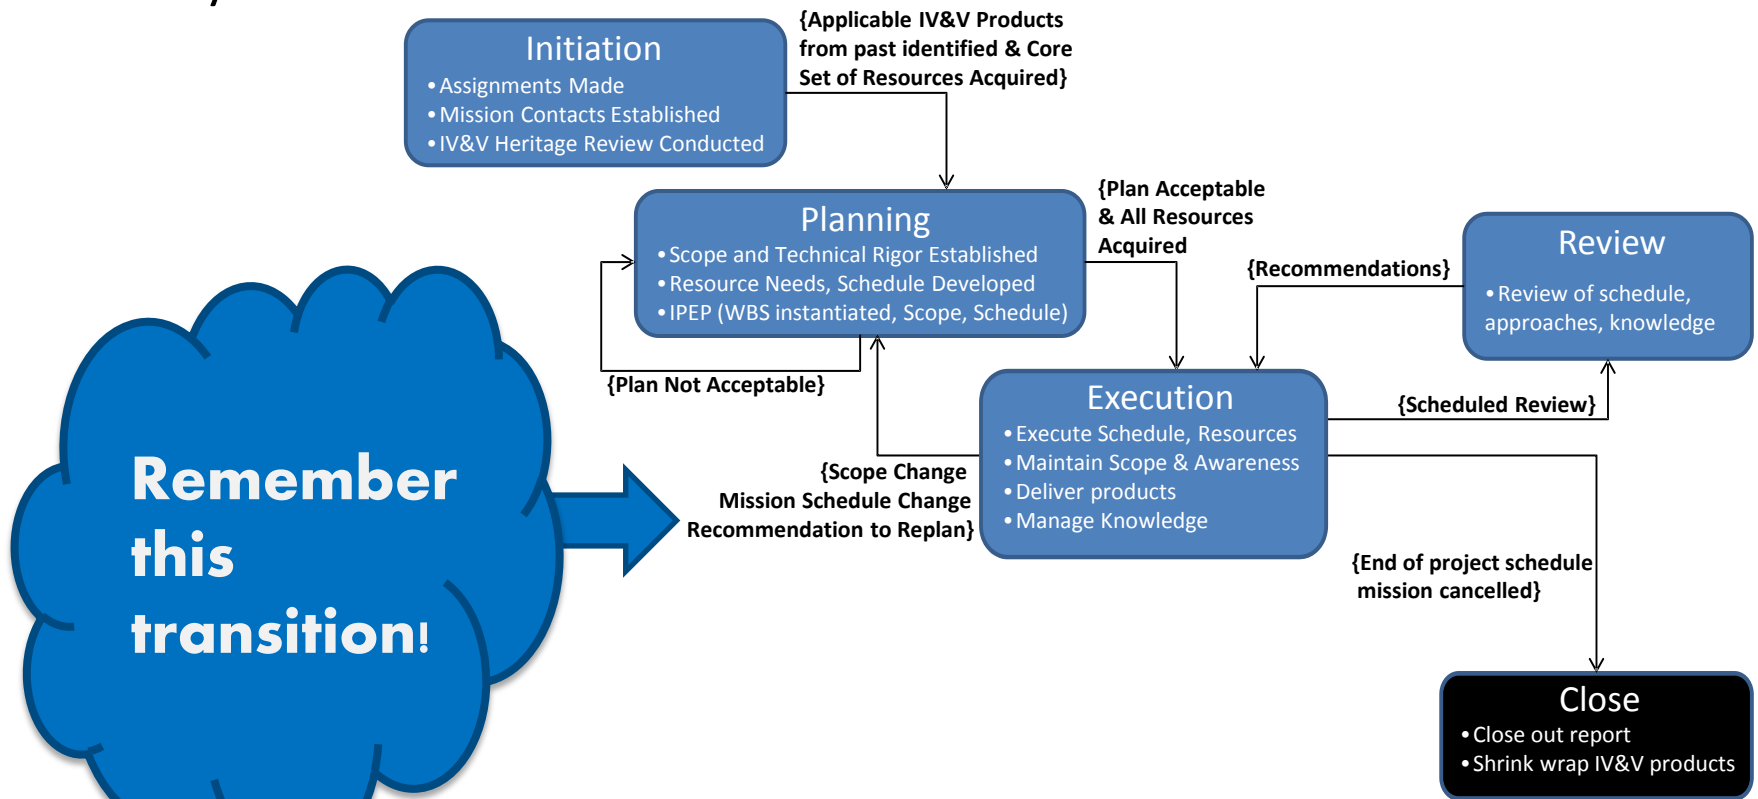 {Applicable IV&V Products
from past identified & Core
Set of Resources Acquired}
Initiation
•Assignments Made
•Mission Contacts Established
•IV&V Heritage Review Conducted
{Plan Acceptable
& All Resources
Acquired
Planning
•Scope and Technical Rigor Established
•Resource Needs, Schedule Developed
•IPEP (WBS instantiated, Scope, Schedule)
{Plan Not Acceptable}
{Recommendations}
Review
•Review of schedule,
approaches, knowledge
{Scheduled Review}
Execution
•Execute Schedule, Resources
•Maintain Scope & Awareness
•Deliver products
•Manage Knowledge
{Scope Change
Mission Schedule Change
Recommendation to Replan}
Remember
this
transition!
{End of project schedule
mission cancelled}
Close
•Close out report
•Shrink wrap IV&V products